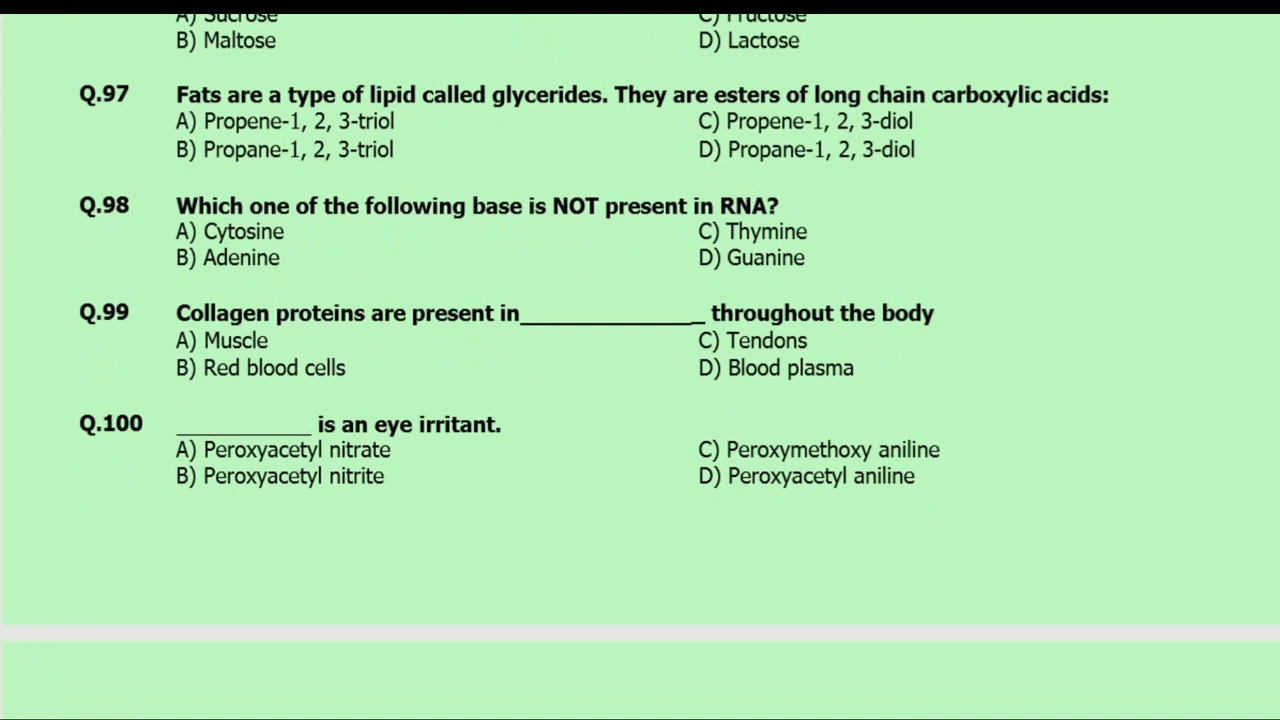 A) Sucrose C) Fructose
B) Maltose D) Lactose
Q.97 Fats are a type of lipid called glycerides. They are esters of long chain carboxylic acids:
A) Propene-1, 2, 3-triol C) Propene-1, 2, 3-diol
B) Propane-1, 2, 3-triol D) Propane-1, 2, 3-diol
Q.98 Which one of the following base is NOT present in RNA?
A) Cytosine C) Thymine
B) Adenine D) Guanine
Q.99 Collagen proteins are present in______________ throughout the body
A) Muscle C) Tendons
B) Red blood cells D) Blood plasma
Q.100 ___________ is an eye irritant.
A) Peroxyacetyl nitrate C) Peroxymethoxy aniline
B) Peroxyacetyl nitrite D) Peroxyacetyl aniline